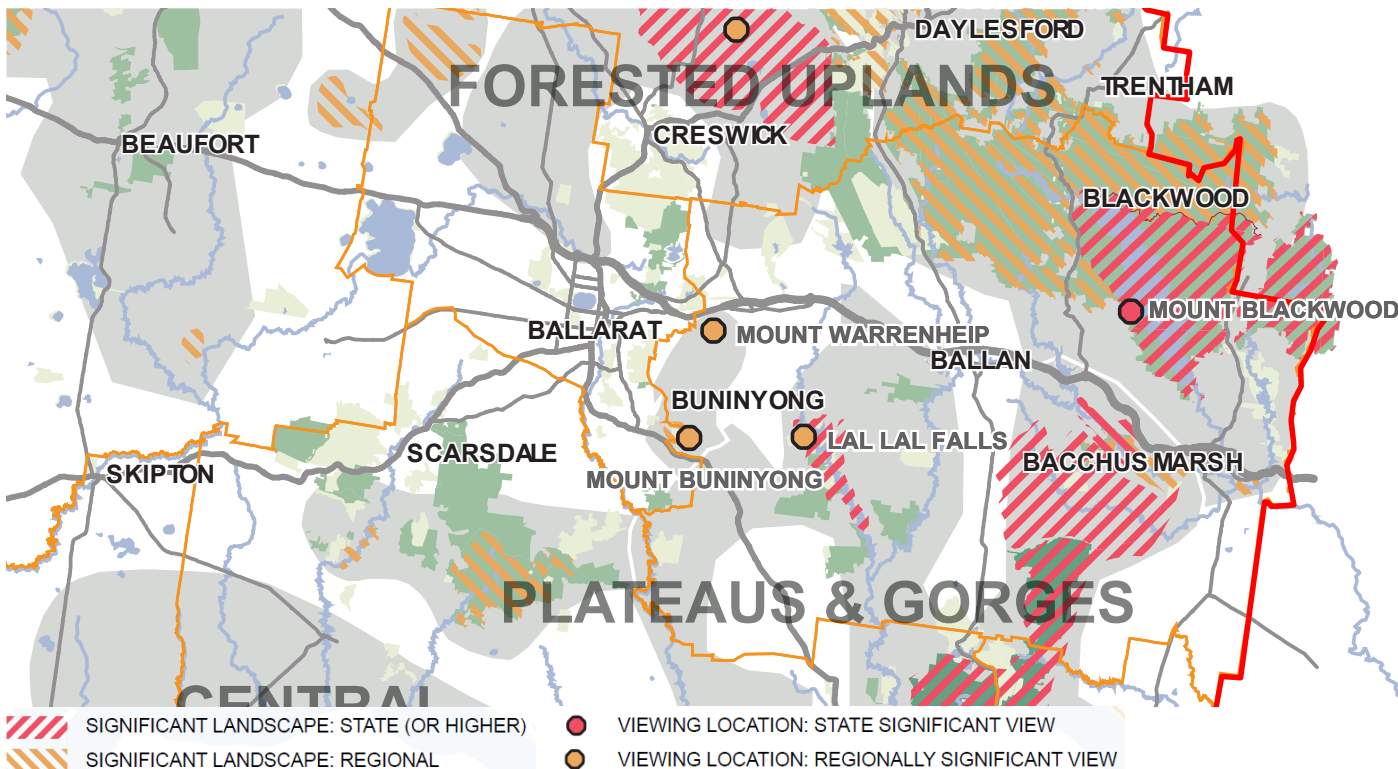 DAYLESFORD
FORESTED UPLANDS
TRENTHAM
CRESWICK
BEAUFORT
BLACKWOOD
MOUNT BLACKWOOD
BALLARAT
MOUNT WARRENHEIP
BALLAN
BUNINYONG
LAL LAL FALLS
SCARSDALE
BACCHUS MARSH
SKIPTON
MOUNT BUNINYONG
PLATEAUS & GORGES
CENTRAL
SIGNIFICANT LANDSCAPE: STATE (OR HIGHER)
VIEWING LOCATION: STATE SIGNIFICANT VIEW
SIGNIFICANT LANDSCAPE: REGIONAL
VIEWING LOCATION: REGIONALLY SIGNIFICANT VIEW